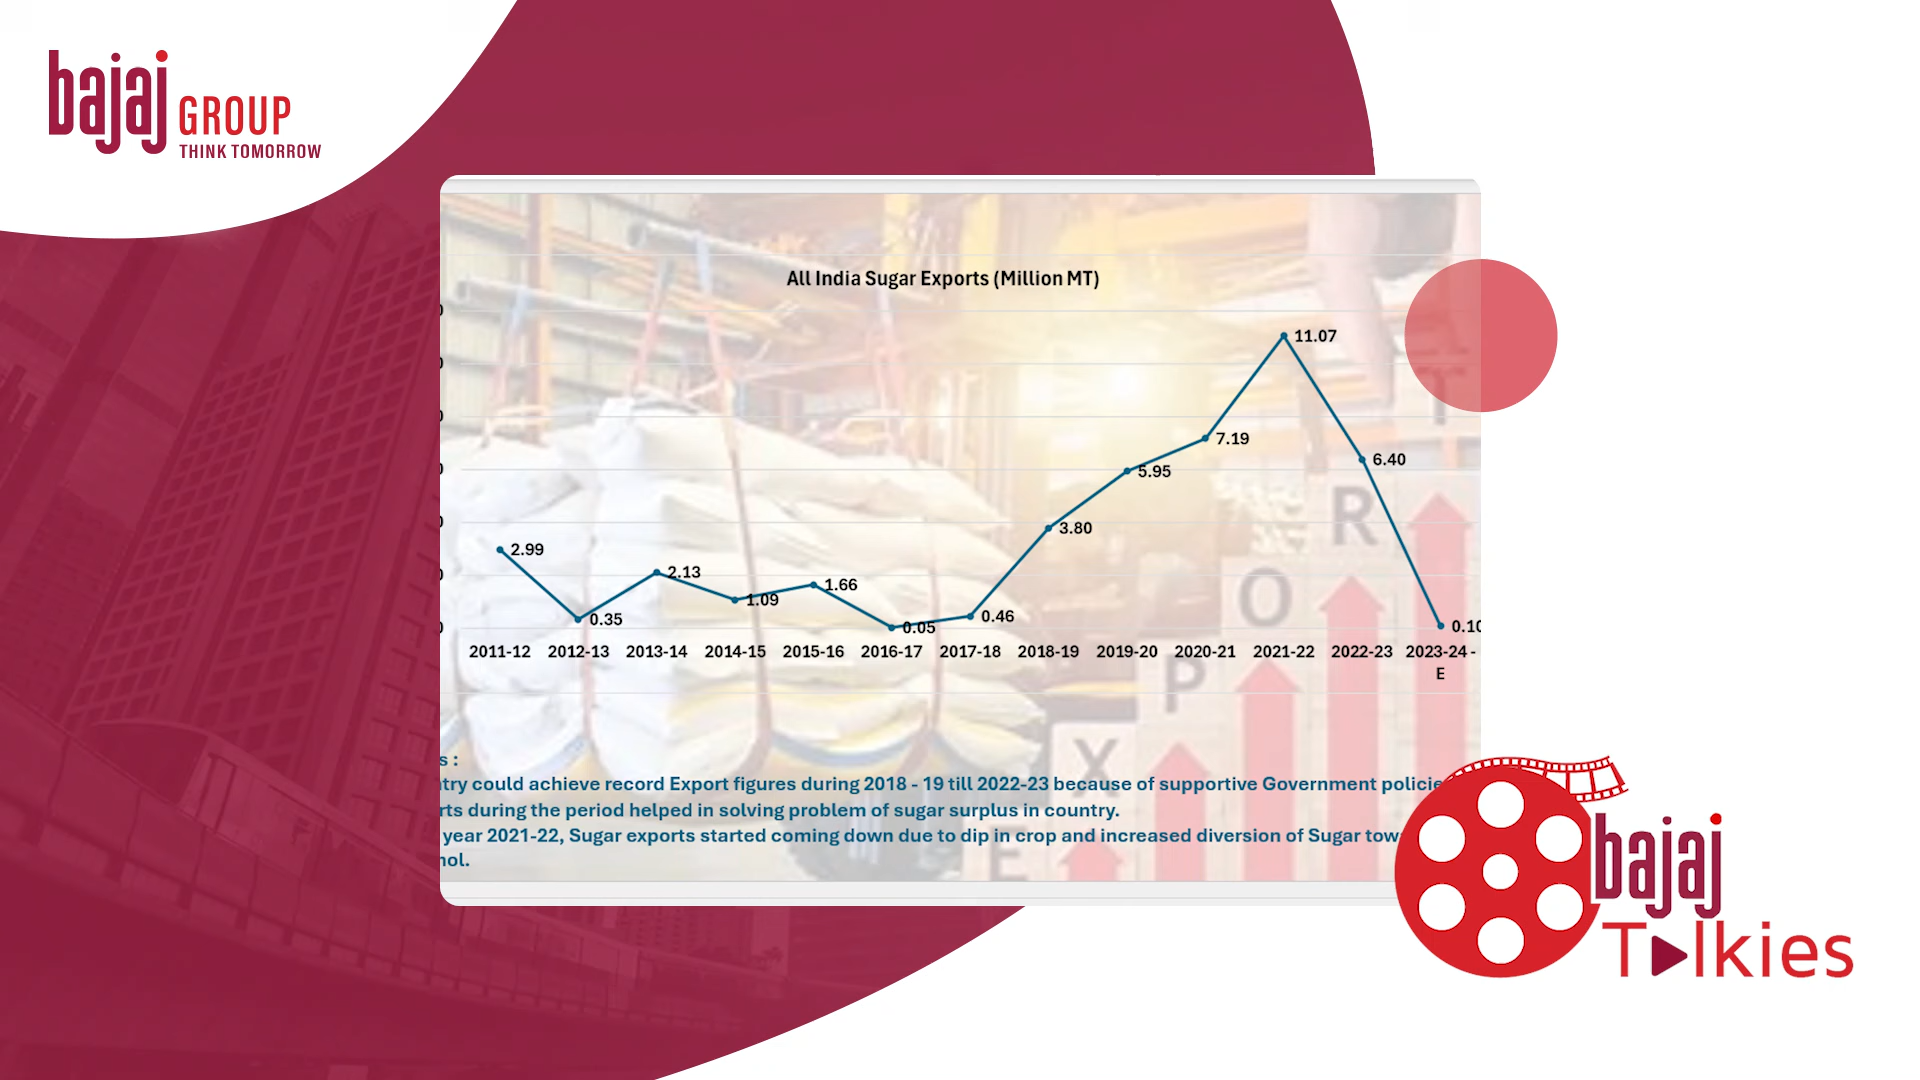 bajaj GROUP
THINK TOMORROW
All India Sugar Exports (Million MT)
11.07
7.19
6.40
5.95
3.80
2.99
2.13
1.66
1.09
0.35
0.46
0.05
0.10
2011-12 2012-13 2013-14 2014-15 2015-16 2016-17 2017-18 2018-19 2019-20 2020-21 2021-22 2022-23 2023-24 -
E
T
R
O
P
X
E
s :
try could achieve record Export figures during 2018 - 19 till 2022-23 because of supportive Government policie
rts during the period helped in solving problem of sugar surplus in country.
year 2021-22, Sugar exports started coming down due to dip in crop and increased diversion of Sugar tow
nol.
bajaj
Talkies